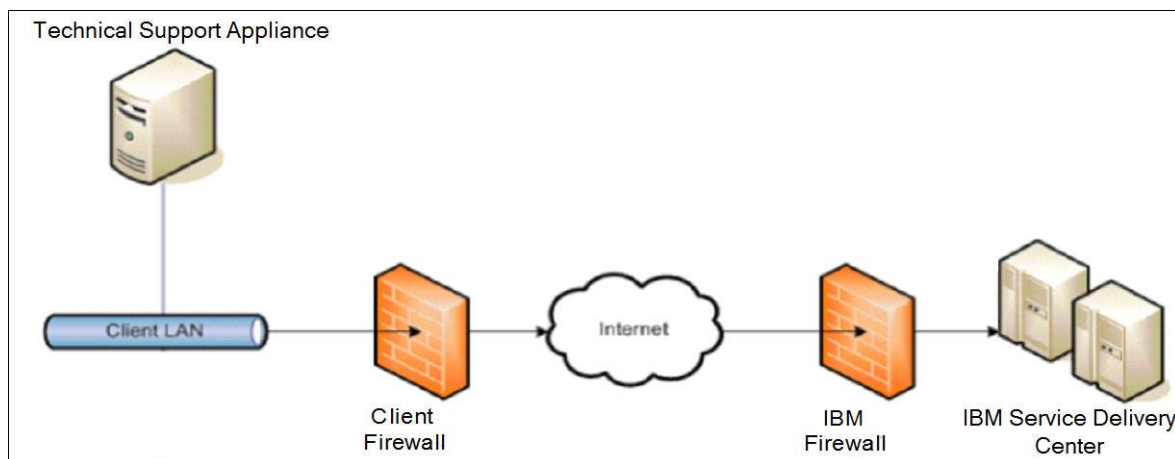 Technical Support Appliance
Client LAN
Internet
Client
Firewall
IBM
Firewall
IBM Service Delivery
Center